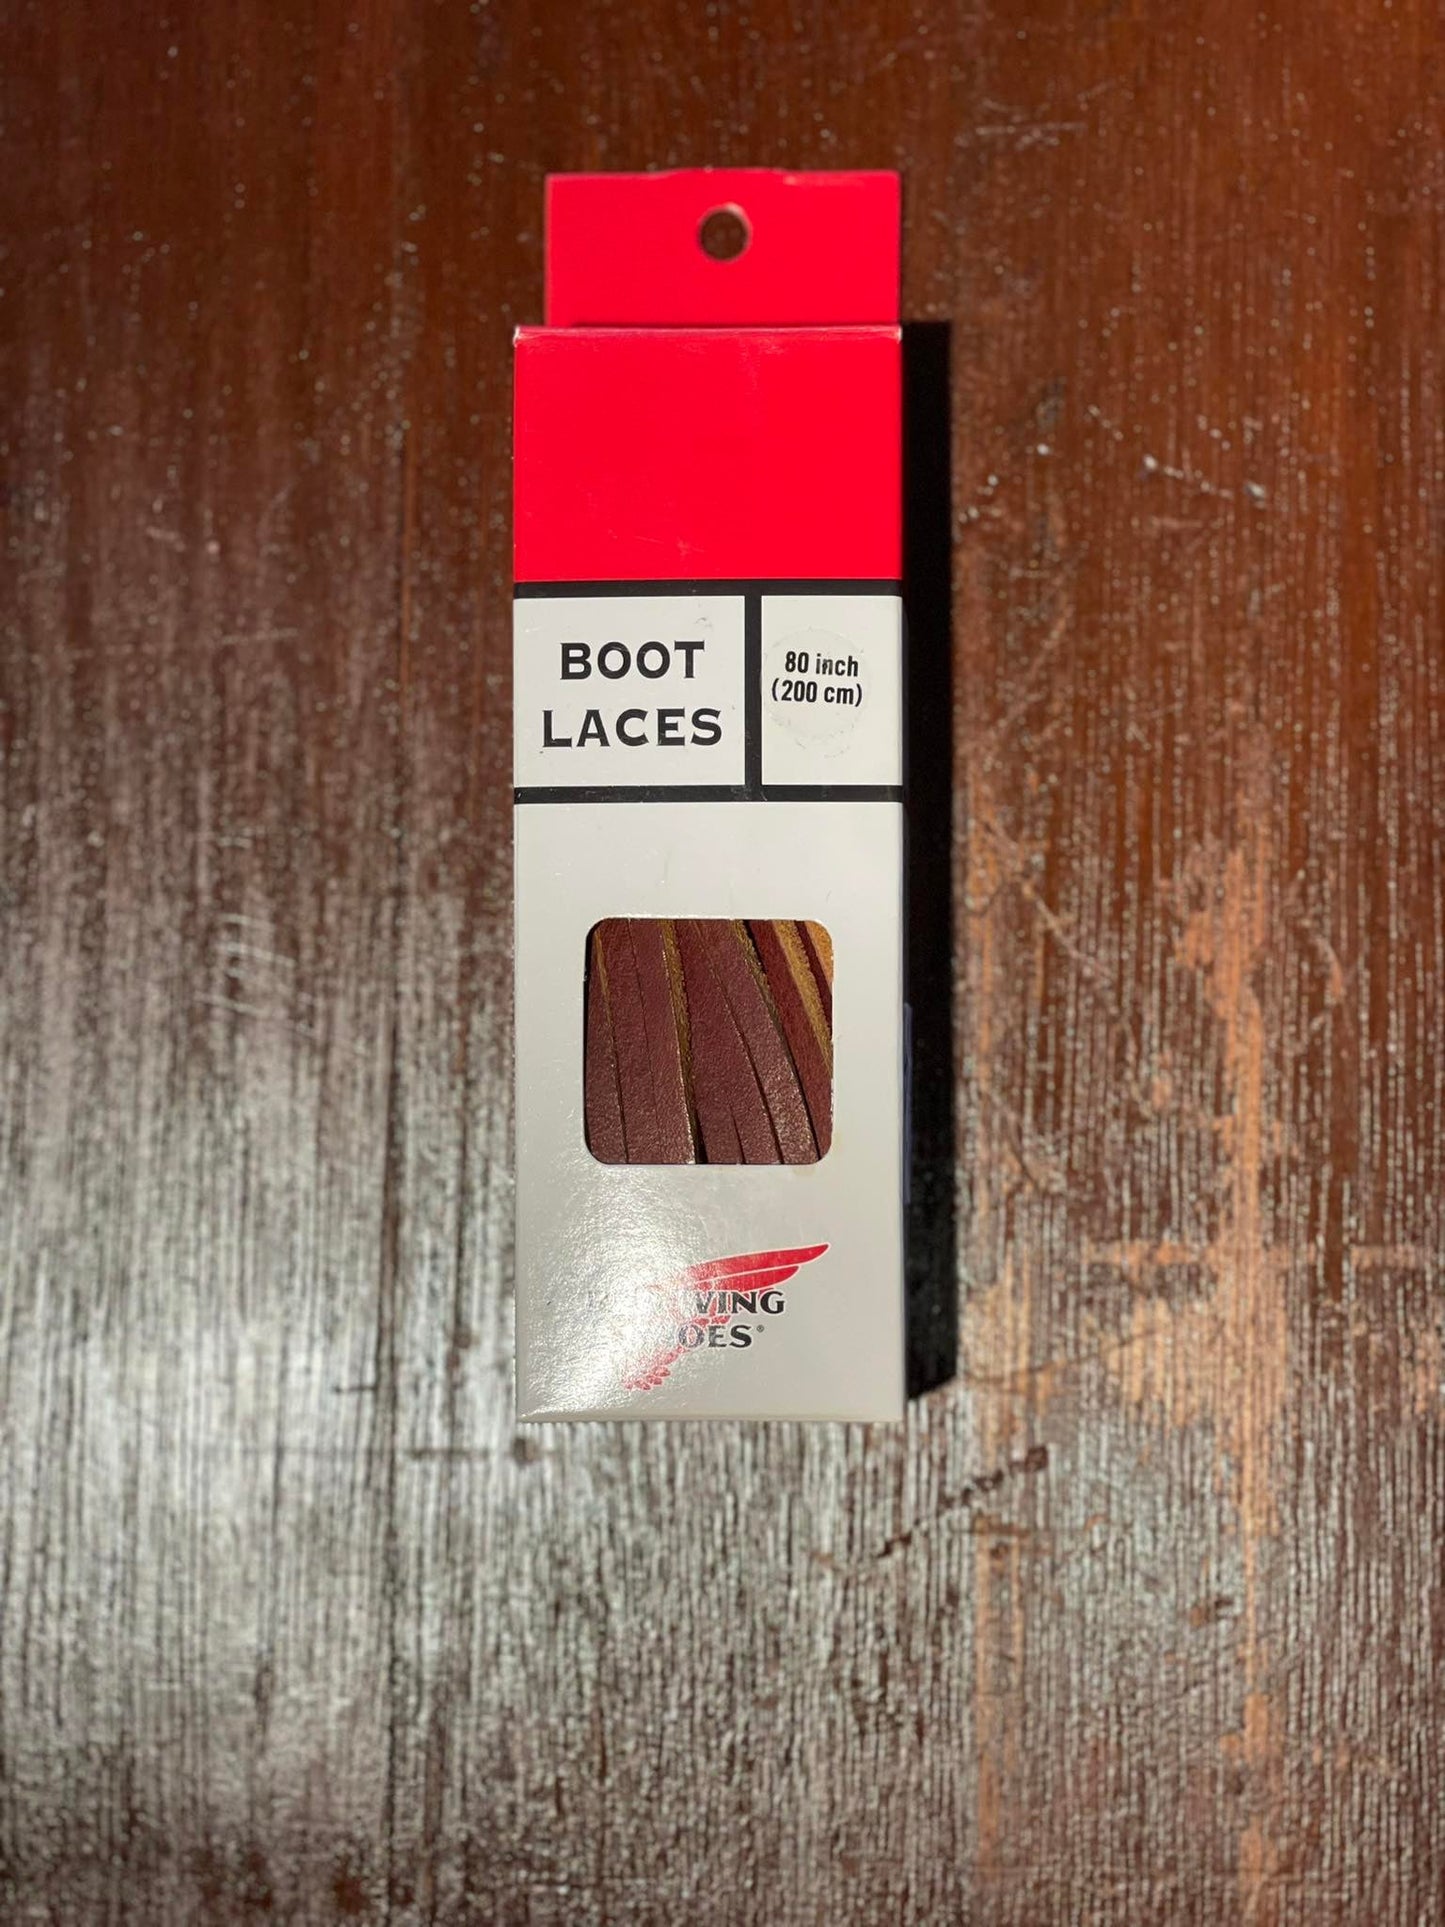 BOOT
LACES
80 inch
(200 cm)
WING